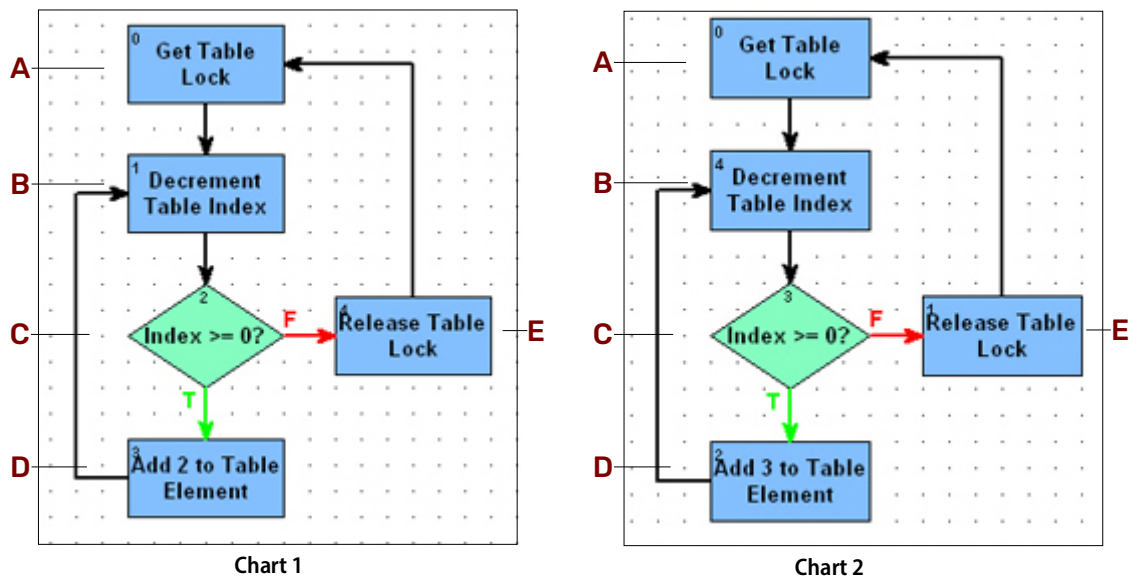 0
Get Table
Lock
A
1
Decrement
Table Index
B
2
Index >= 0?
F
T
C
4
Release Table
Lock
E
3
Add 2 to Table
Element
D
Chart 1
0
Get Table
Lock
A
4
Decrement
Table Index
B
3
Index >= 0?
F
T
C
1
Release Table
Lock
E
2
Add 3 to Table
Element
D
Chart 2